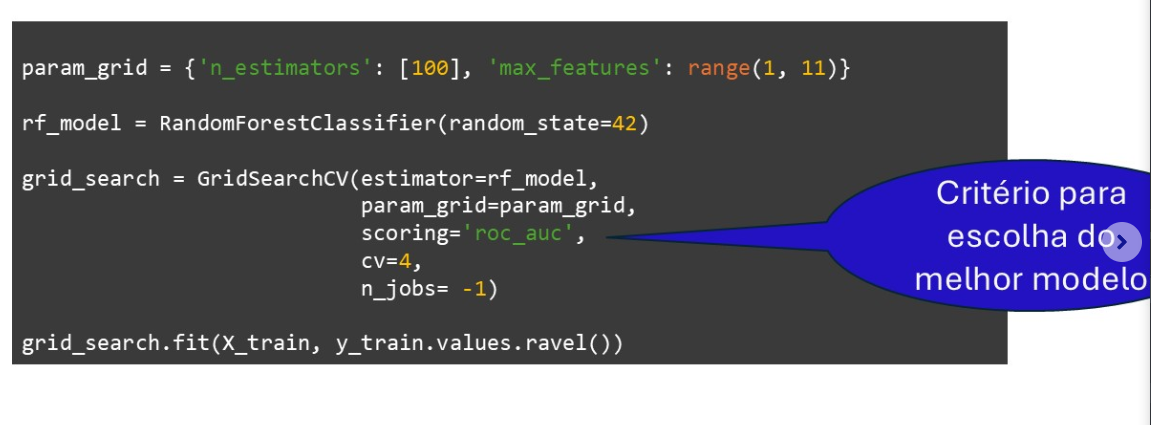 param_grid = {'n_estimators': [100], 'max_features': range(1, 11)}
rf_model = RandomForestClassifier(random_state=42)
grid_search = GridSearchCV(estimator=rf_model,
param_grid=param_grid,
scoring='roc_auc',
cv=4,
n_jobs= -1)
grid_search.fit(X_train, y_train.values.ravel())
Critério para
escolha do
melhor modelo